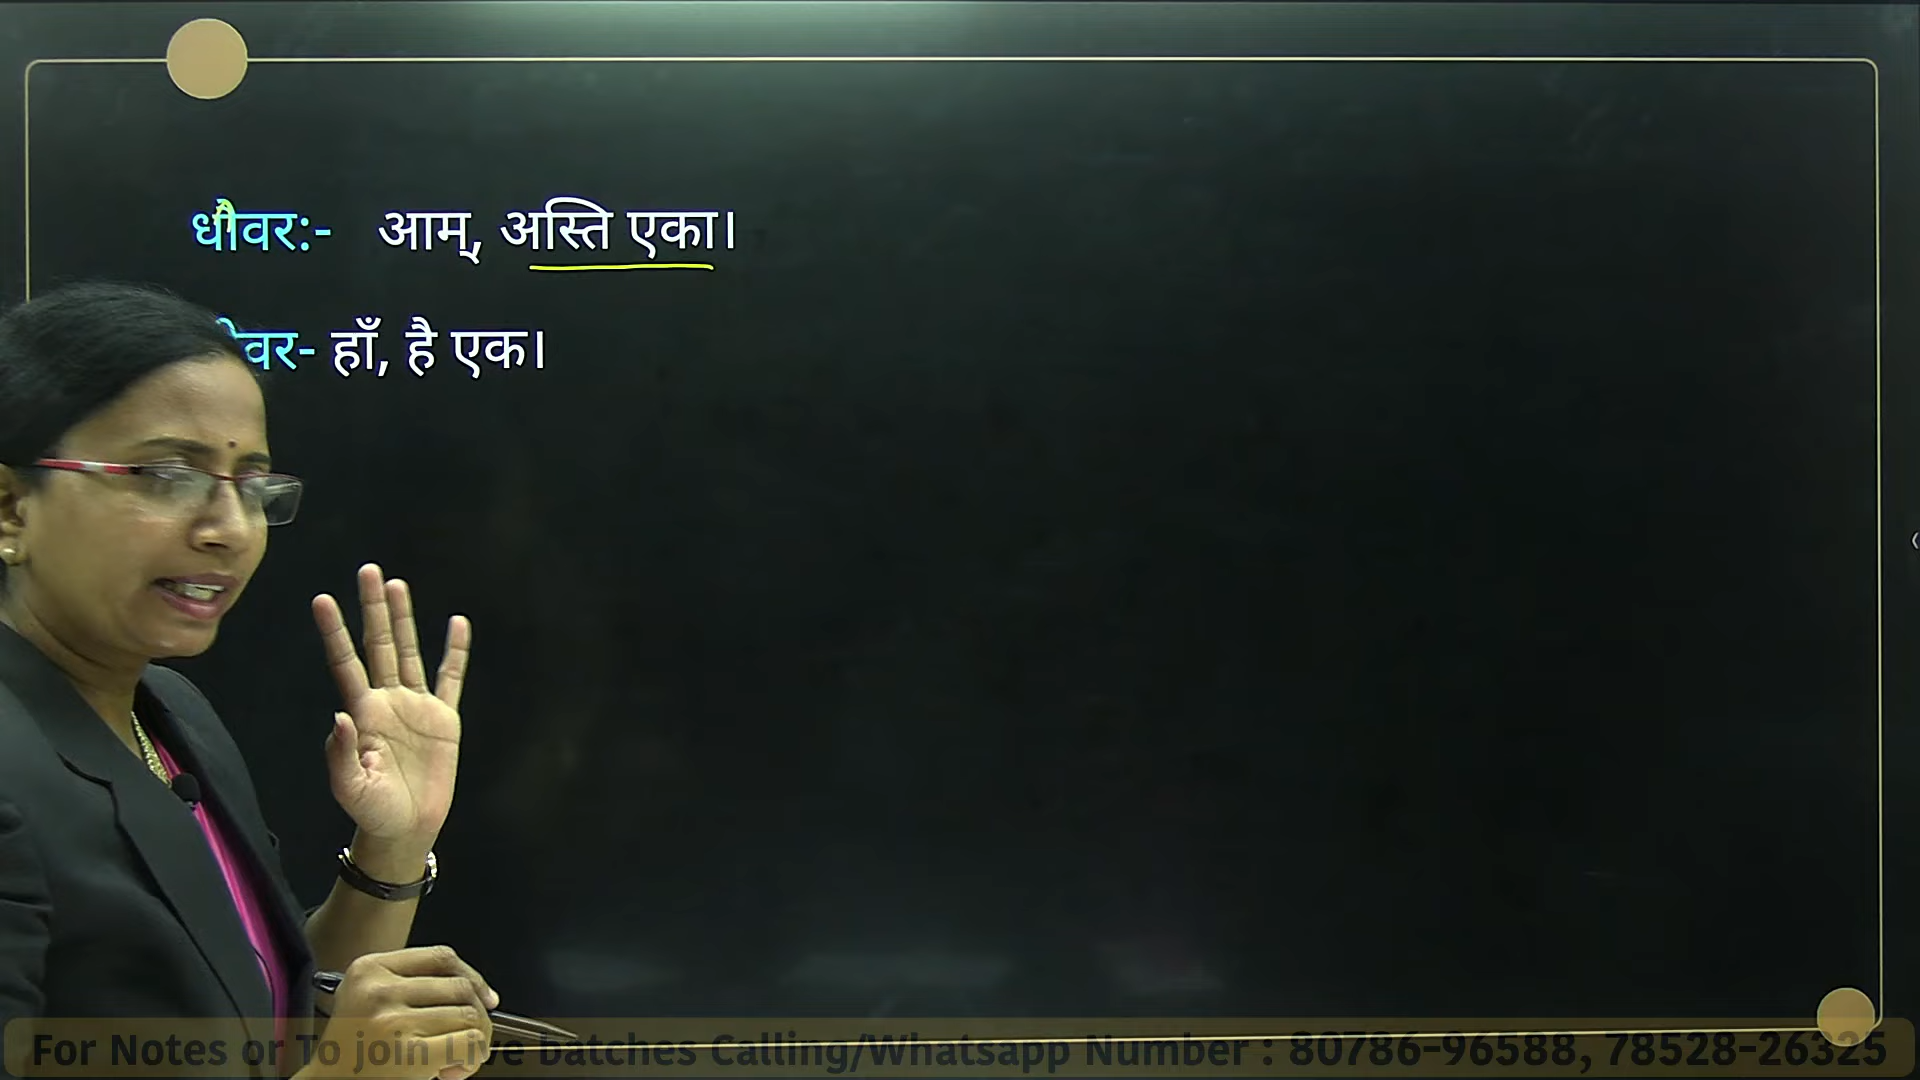 धीवर:- आम्, अस्ति एका।
वर- हाँ, है एक।
For Notes or To join Live batches Calling/Whatsapp Number : 80786-96588, 78528-26325